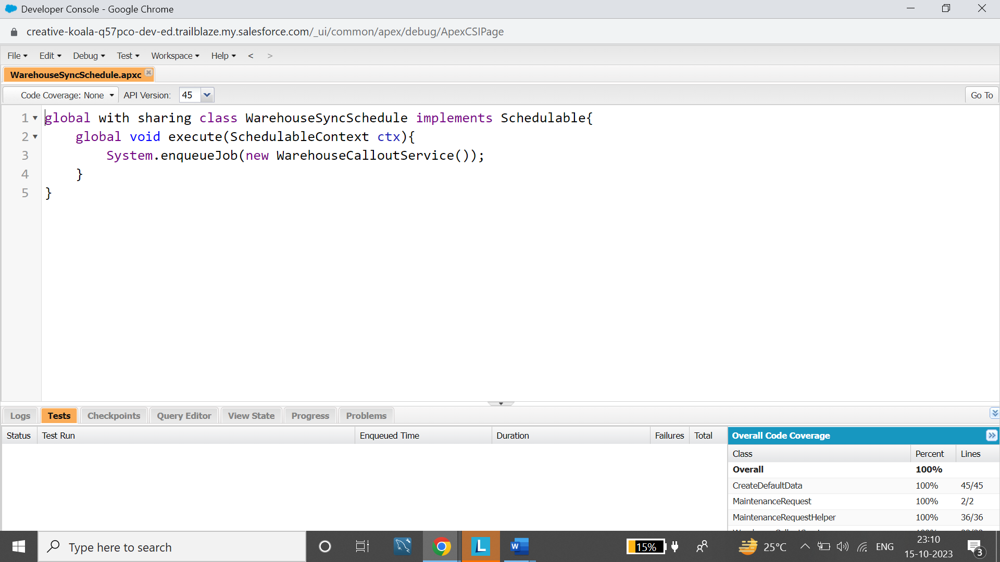 Developer Console - Google Chrome
creative-koala-q57pco-dev-ed.trailblaze.my.salesforce.com/_ui/common/apex/debug/ApexCSIPage
File Edit Debug Test Workspace Help < >
WarehouseSyncSchedule.apxc
Code Coverage: None API Version: 45 Go To
1 global with sharing class WarehouseSyncSchedule implements Schedulable{
2 global void execute(SchedulableContext ctx){
3 System.enqueueJob(new WarehouseCalloutService());
4 }
5 }
Logs Tests Checkpoints Query Editor View State Progress Problems
Status Test Run Enqueued Time Duration Failures Total
Overall Code Coverage
Class Percent Lines
Overall 100%
CreateDefaultData 100% 45/45
MaintenanceRequest 100% 2/2
MaintenanceRequestHelper 100% 36/36
Type here to search
L
W
15%
25°C
ENG
23:10
15-10-2023
3